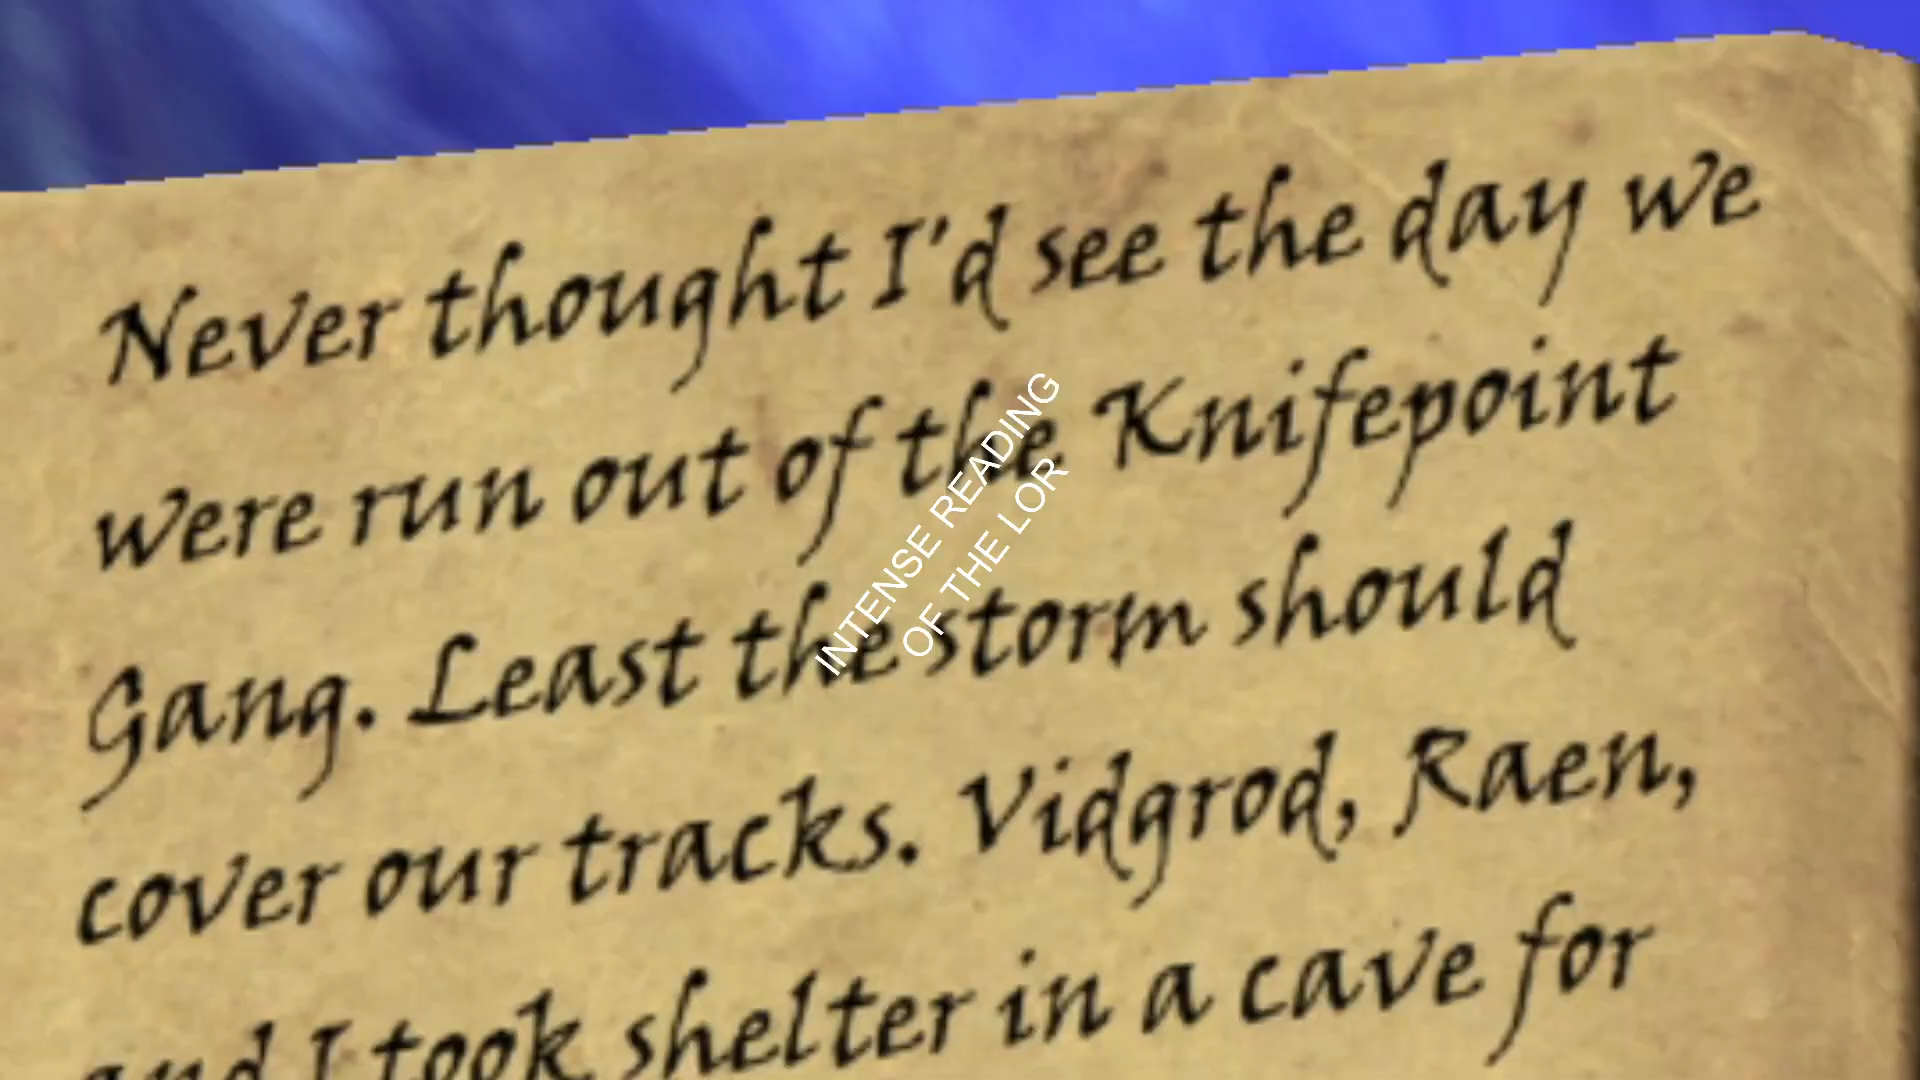 Never thought I'd see the day we
were run out of the Knifepoint
Gang. Least the storm should
cover our tracks. Vidgrod, Raen,
and I took shelter in a cave for
INTENSE READING
OF THE LOR